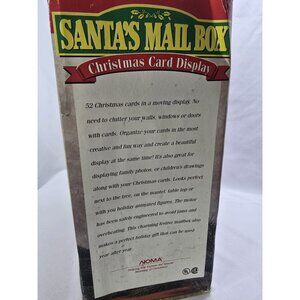 SANTA'S MAIL BOX
Christmas Card Display
52 Christmas cards in a moving display. No
need to clutter your walls, windows or doors
with cards. Organize your cards in the most
creative and fun way and create a beautiful
display at the same time! It's also great for
displaying family photos, or children's drawings
along with your Christmas cards. Looks perfect
next to the tree, on the mantel, table top or
with you holiday animated figures. The motor
has been safely engineered to avoid jams and
overheating. This charming festive mailbox also
makes a perfect holiday gift that can be used
year after year.
NOMA